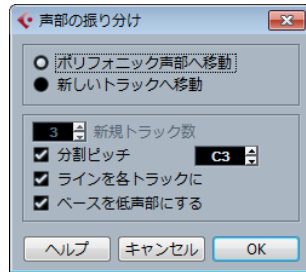 声部の振り分け
ポリフォニック声部へ移動
新しいトラックへ移動
3 新規トラック数
分割ピッチ C3
ラインを各トラックに
ベースを低声部にする
ヘルプ キャンセル OK